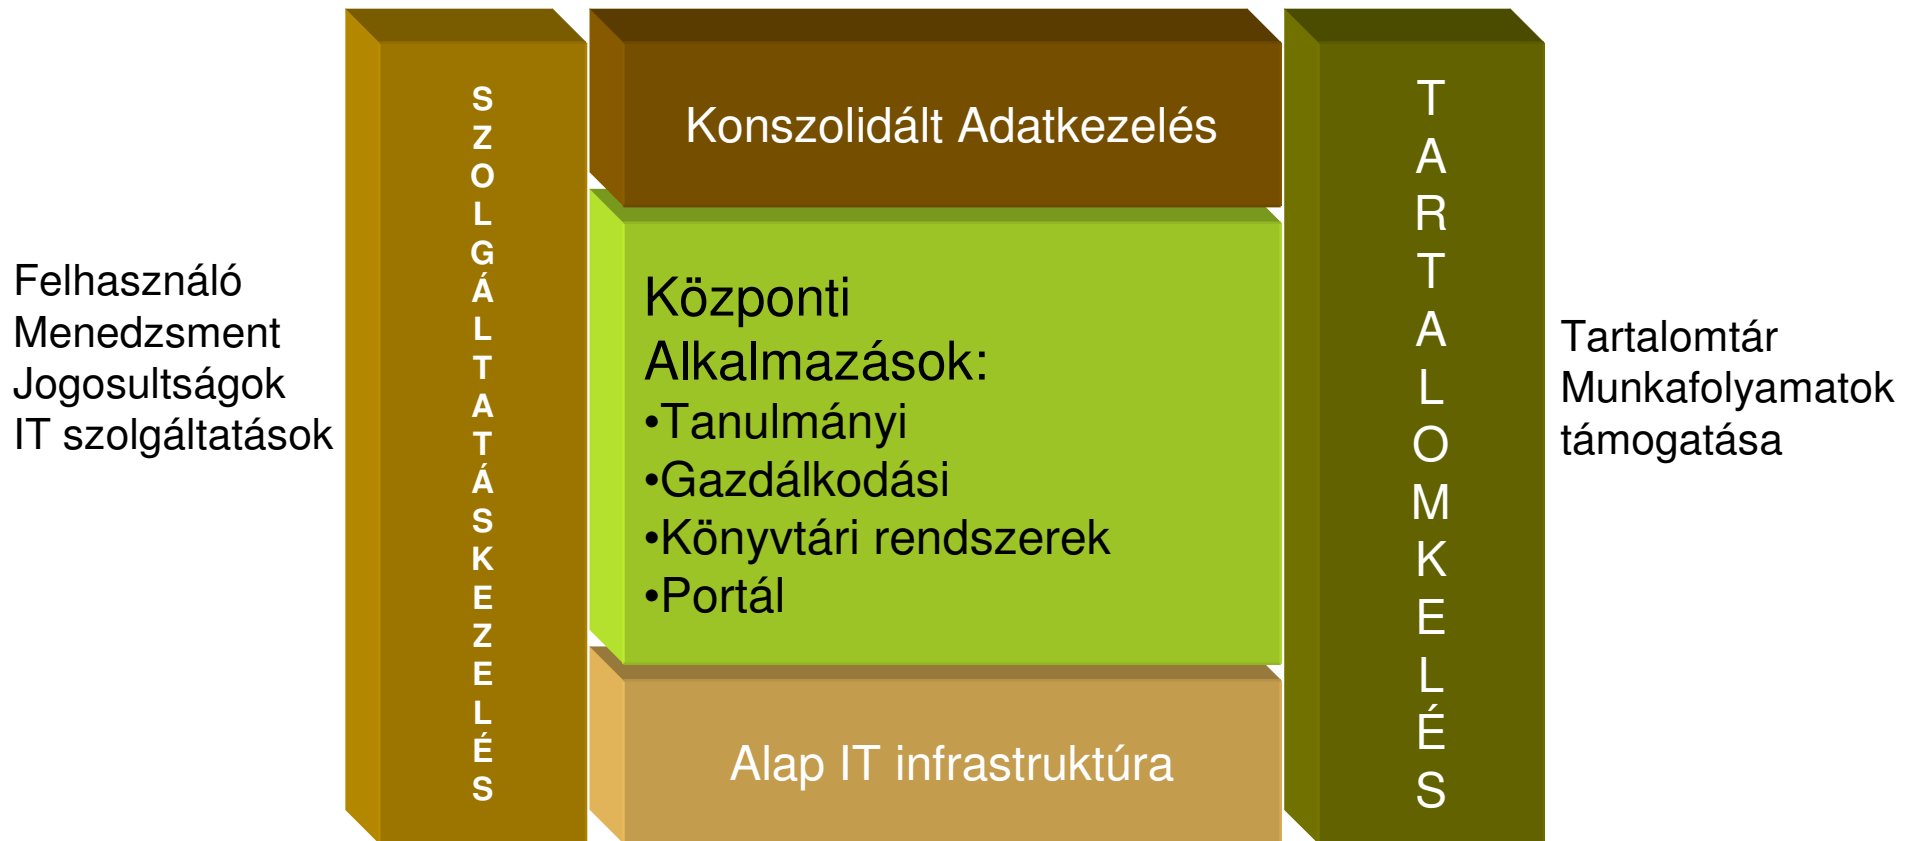 Felhasználó
Menedzsment
Jogosultságok
IT szolgáltatások
SZOLGÁLTATÁSKEZELÉS
Konszolidált Adatkezelés
Központi
Alkalmazások:
•Tanulmányi
•Gazdálkodási
•Könyvtári rendszerek
•Portál
Alap IT infrastruktúra
TARTALOMKELÉS
Tartalomtár
Munkafolyamatok
támogatása